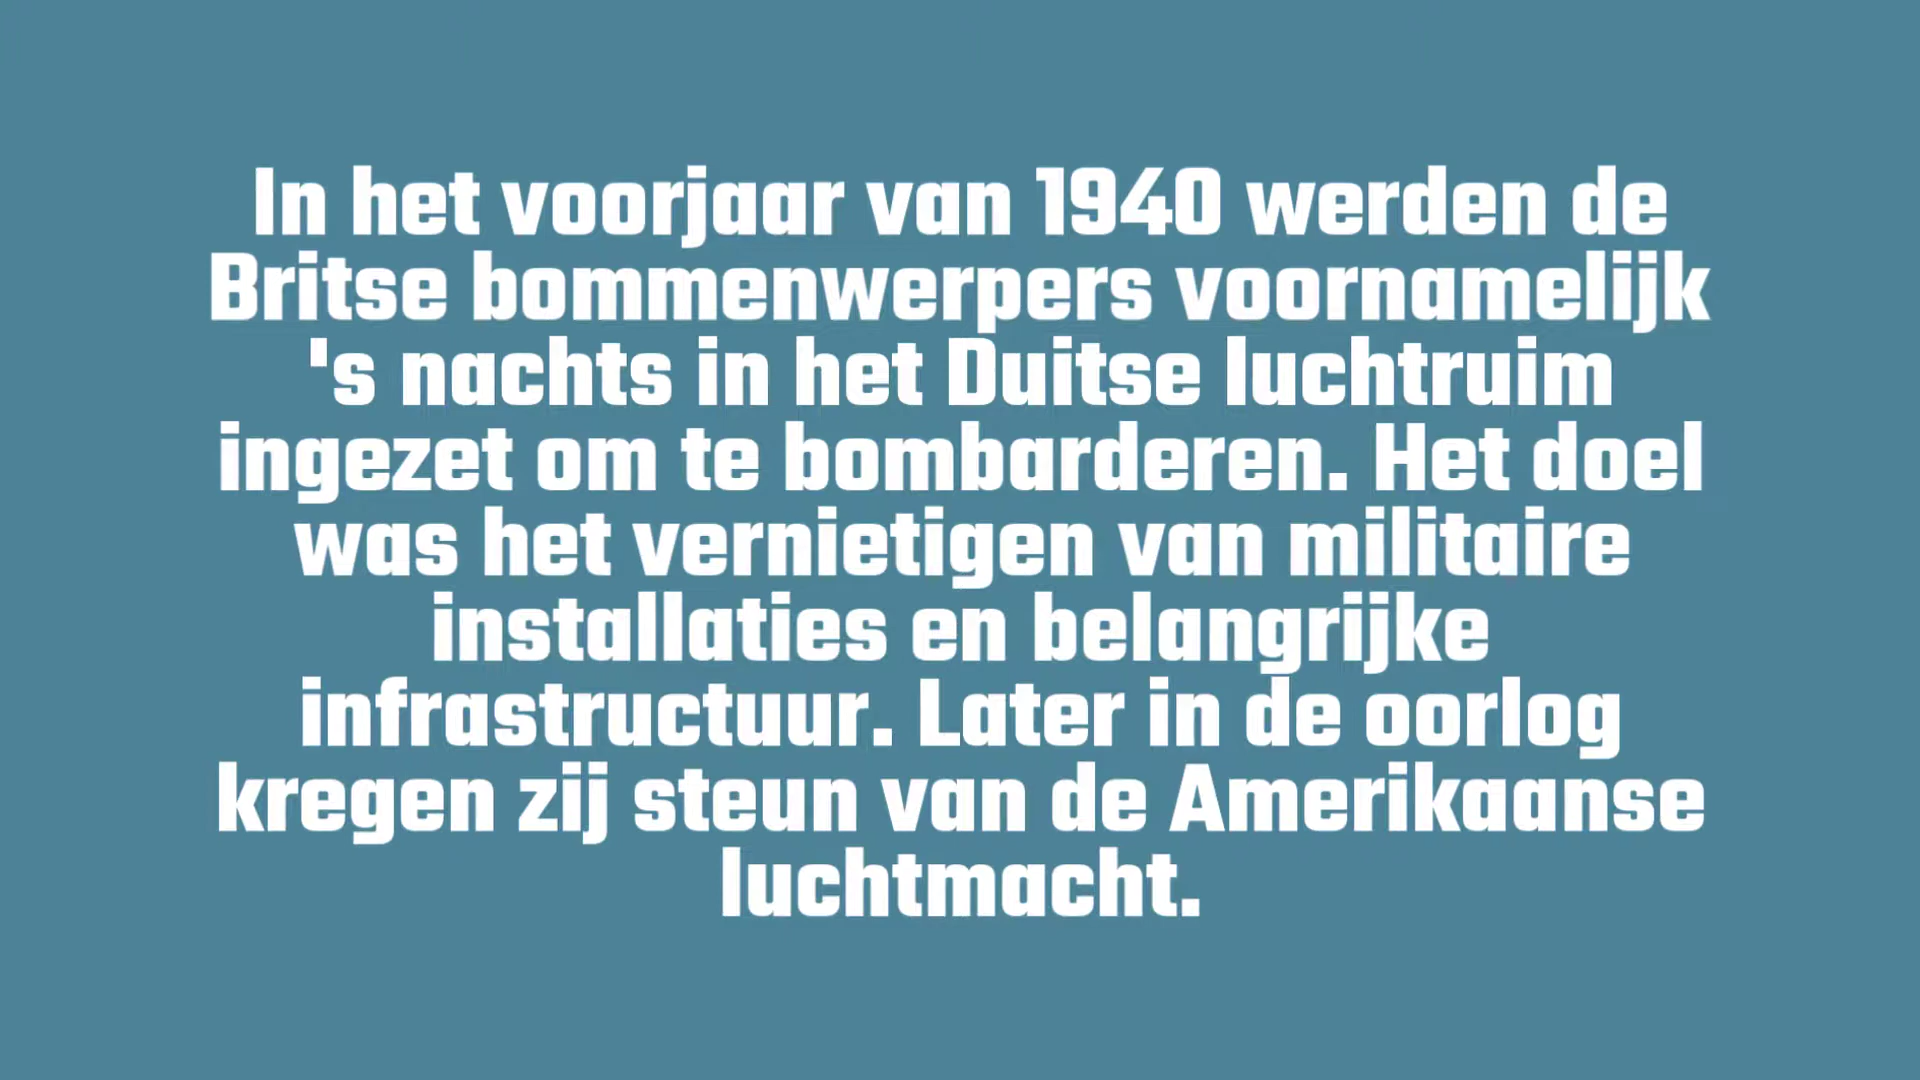 In het voorjaar van 1940 werden de
Britse bommenwerpers voornamelijk
's nachts in het Duitse luchtruim
ingezet om te bombarderen. Het doel
was het vernietigen van militaire
installaties en belangrijke
infrastructuur. Later in de oorlog
kregen zij steun van de Amerikaanse
luchtmacht.